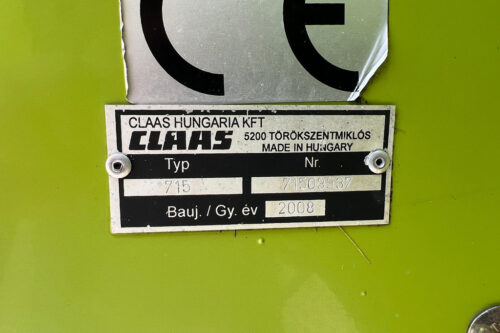 CE
CLAAS HUNGARIA KFT
CLAAS 5200 TÖRÖKSZENTMIKLÓS
MADE IN HUNGARY
Typ Nr.
715
Bauj. / Gy. év 2008